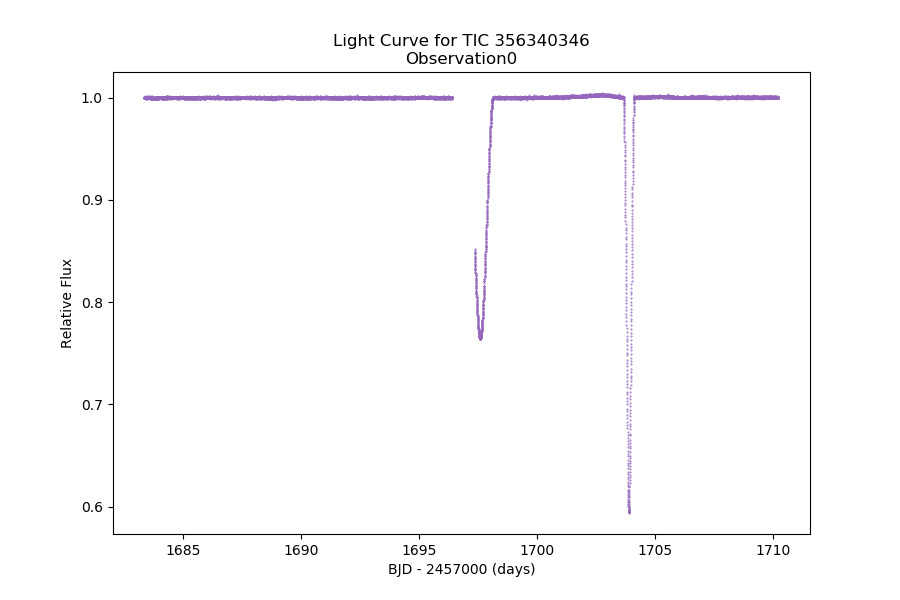 Light Curve for TIC 356340346
Observation0
1.0
0.9
0.8
0.7
0.6
Relative Flux
1685
1690
1695
1700
1705
1710
BJD - 2457000 (days)